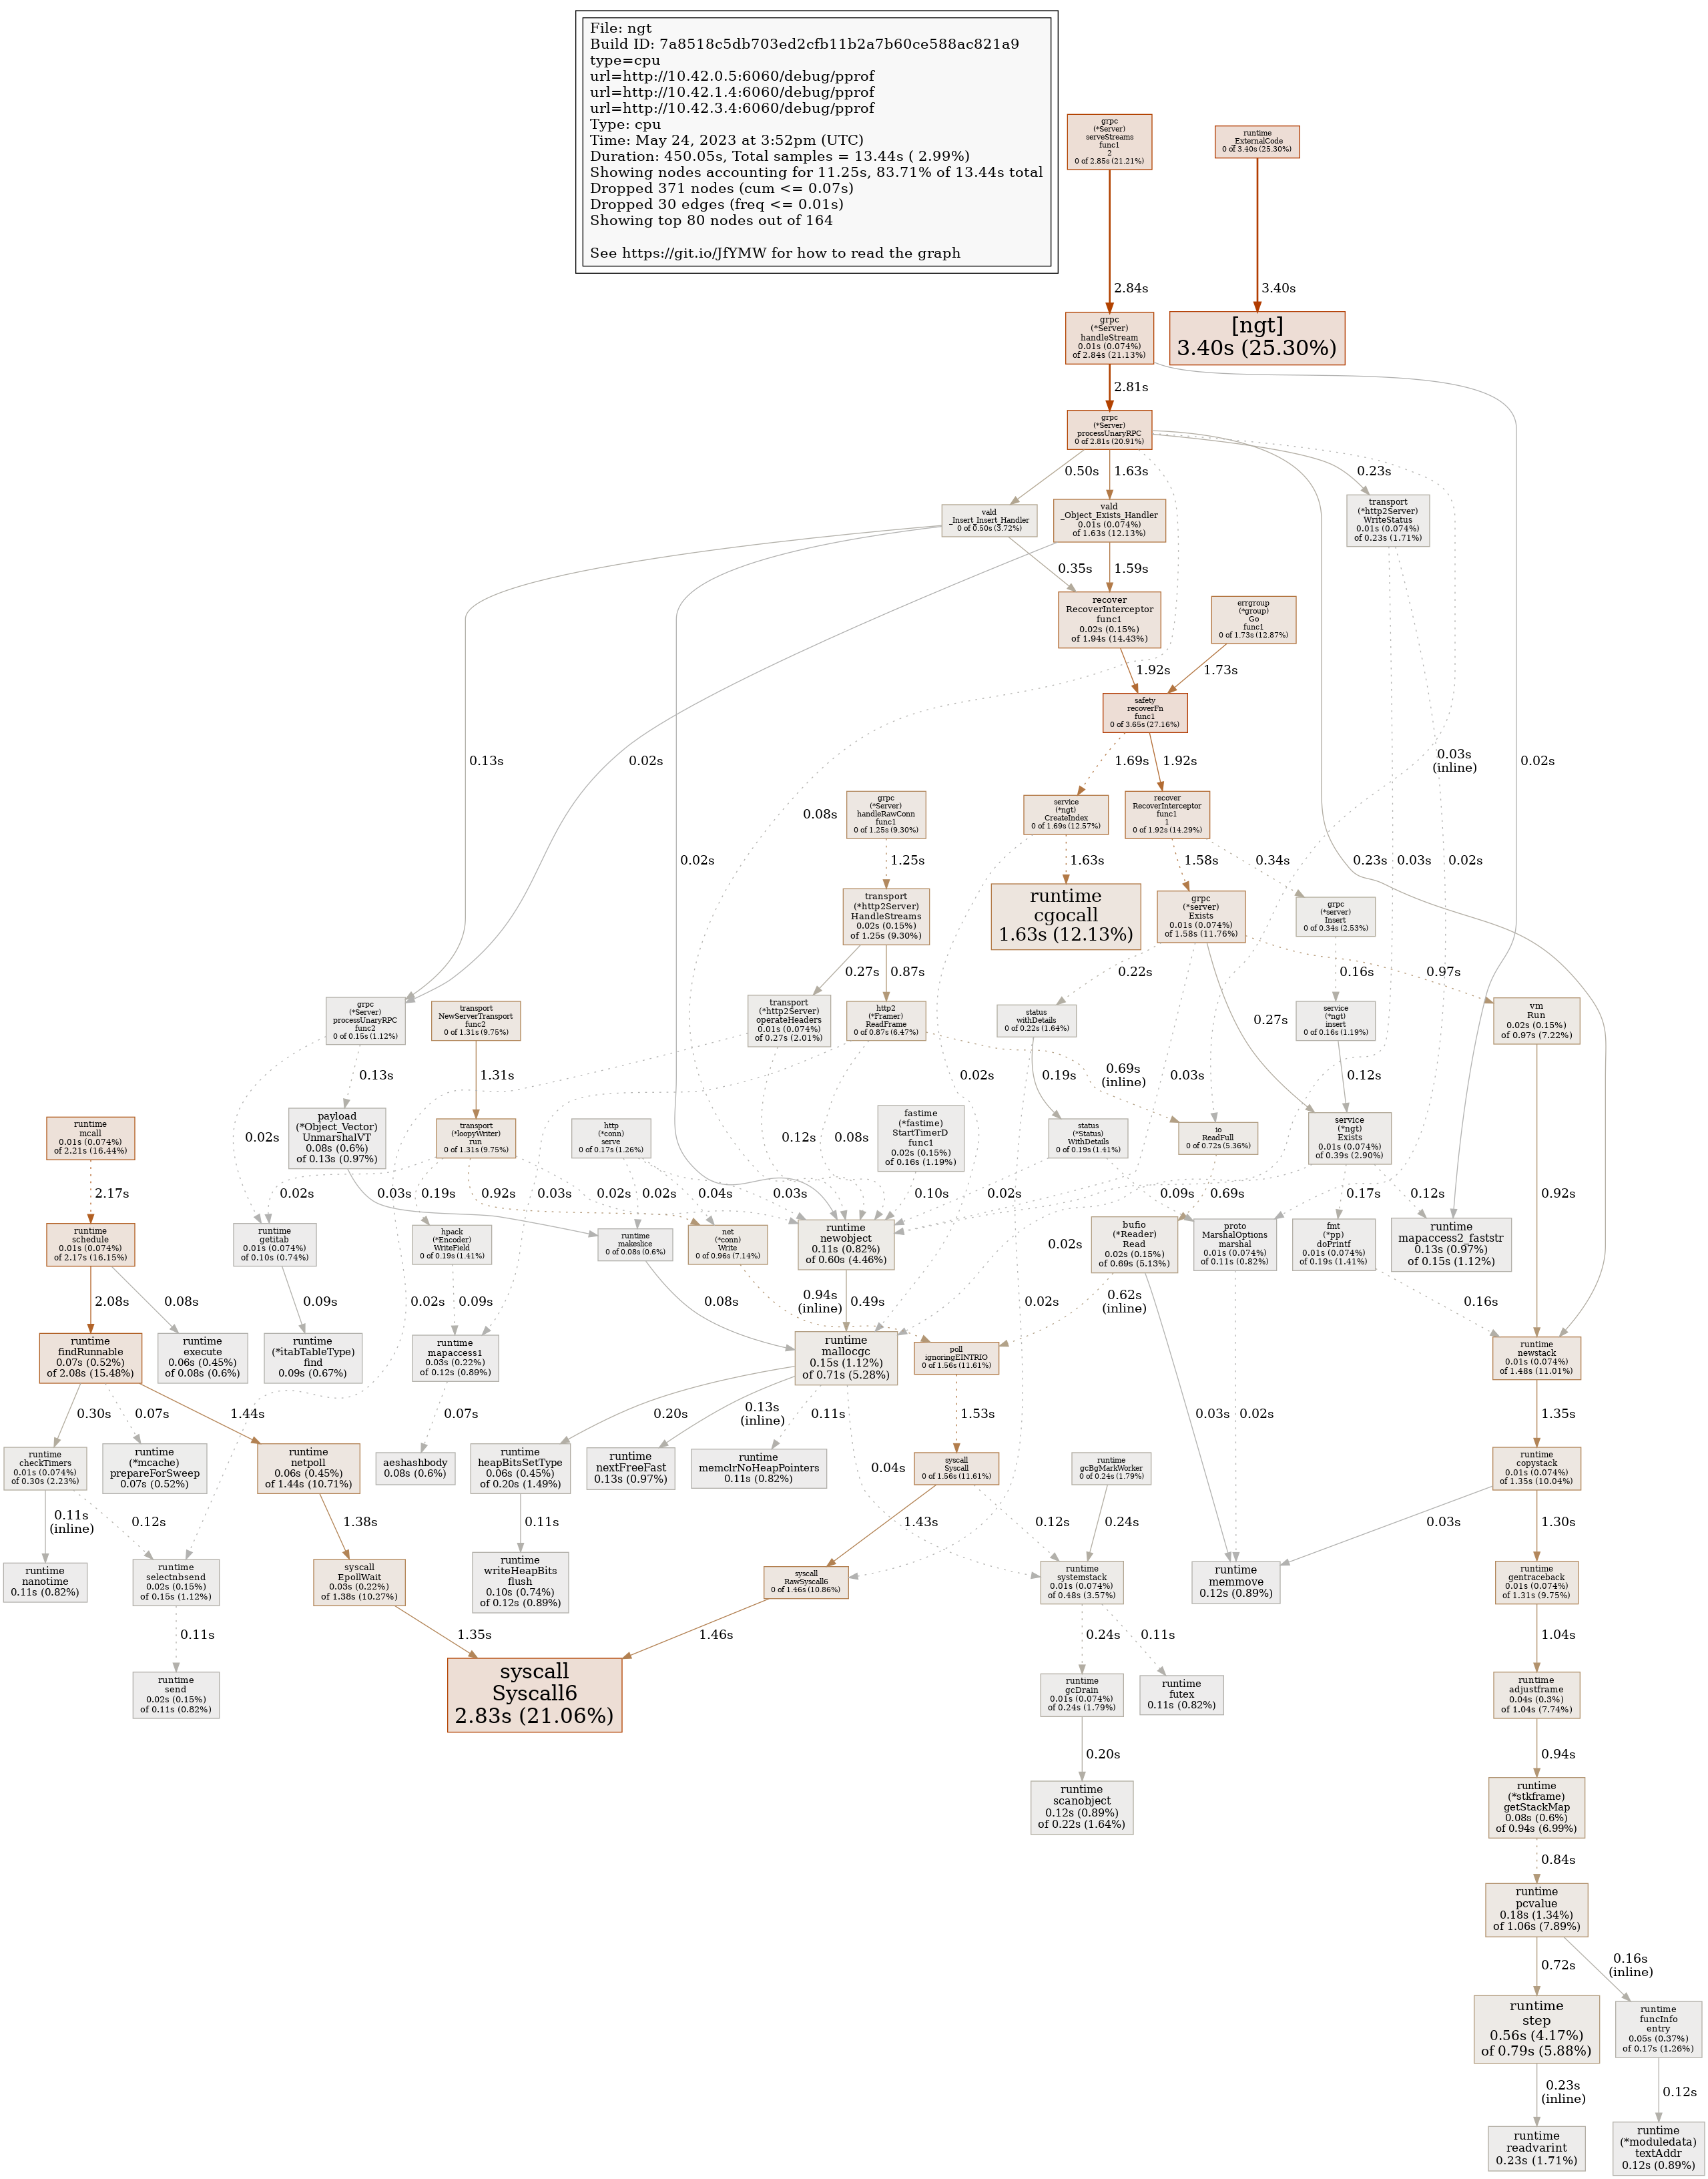 File: ngt
Build ID: 7a8518c5db703ed2cfb11b2a7b60ce588ac821a9
type=cpu
url=http://10.42.0.5:6060/debug/pprof
url=http://10.42.1.4:6060/debug/pprof
url=http://10.42.3.4:6060/debug/pprof
Type: cpu
Time: May 24, 2023 at 3:52pm (UTC)
Duration: 450.05s, Total samples = 13.44s ( 2.99%)
Showing nodes accounting for 11.25s, 83.71% of 13.44s total
Dropped 371 nodes (cum <= 0.07s)
Dropped 30 edges (freq <= 0.01s)
Showing top 80 nodes out of 164
See https://git.io/JfYMW for how to read the graph
grpc
(*Server)
serveStreams
func1
2
0 of 2.85s (21.21%)
runtime
_ExternalCode
0 of 3.40s (25.30%)
2.84s
3.40s
grpc
(*Server)
handleStream
0.01s (0.074%)
of 2.84s (21.13%)
[ngt]
3.40s (25.30%)
2.81s
grpc
(*Server)
processUnaryRPC
0 of 2.81s (20.91%)
0.50s
1.63s
0.23s
vald
_Insert_Insert_Handler
0 of 0.50s (3.72%)
vald
_Object_Exists_Handler
0.01s (0.074%)
of 1.63s (12.13%)
transport
(*http2Server)
WriteStatus
0.01s (0.074%)
of 0.23s (1.71%)
0.35s
1.59s
recover
RecoverInterceptor
func1
0.02s (0.15%)
of 1.94s (14.43%)
errgroup
(*group)
Go
func1
0 of 1.73s (12.87%)
1.92s
1.73s
safety
recoverFn
func1
0 of 3.65s (27.16%)
0.13s
0.02s
1.69s
1.92s
0.03s
(inline)
0.02s
0.08s
grpc
(*Server)
handleRawConn
func1
0 of 1.25s (9.30%)
service
(*ngt)
CreateIndex
0 of 1.69s (12.57%)
recover
RecoverInterceptor
func1
1
0 of 1.92s (14.29%)
0.02s
1.25s
1.63s
1.58s
0.34s
0.23s
0.03s
0.02s
transport
(*http2Server)
HandleStreams
0.02s (0.15%)
of 1.25s (9.30%)
runtime
cgocall
1.63s (12.13%)
grpc
(*server)
Exists
0.01s (0.074%)
of 1.58s (11.76%)
grpc
(*server)
Insert
0 of 0.34s (2.53%)
0.27s
0.87s
0.22s
0.16s
0.97s
grpc
(*Server)
processUnaryRPC
func2
0 of 0.15s (1.12%)
transport
NewServerTransport
func2
0 of 1.31s (9.75%)
transport
(*http2Server)
operateHeaders
0.01s (0.074%)
of 0.27s (2.01%)
http2
(*Framer)
ReadFrame
0 of 0.87s (6.47%)
status
withDetails
0 of 0.22s (1.64%)
0.27s
service
(*ngt)
insert
0 of 0.16s (1.19%)
vm
Run
0.02s (0.15%)
of 0.97s (7.22%)
0.13s
1.31s
0.69s
(inline)
0.02s
0.19s
0.03s
0.12s
runtime
mcall
0.01s (0.074%)
of 2.21s (16.44%)
payload
(*Object_Vector)
UnmarshalVT
0.08s (0.6%)
of 0.13s (0.97%)
0.02s
transport
(*loopyWriter)
run
0 of 1.31s (9.75%)
http
(*conn)
serve
0 of 0.17s (1.26%)
0.12s
0.08s
fastime
(*fastime)
StartTimerD
func1
0.02s (0.15%)
of 0.16s (1.19%)
status
(*Status)
WithDetails
0 of 0.19s (1.41%)
io
ReadFull
0 of 0.72s (5.36%)
service
(*ngt)
Exists
0.01s (0.074%)
of 0.39s (2.90%)
2.17s
0.02s
0.03s
0.19s
0.92s
0.03s
0.02s
0.02s
0.04s
0.03s
0.10s
0.02s
0.09s
0.69s
0.17s
0.12s
0.92s
runtime
schedule
0.01s (0.074%)
of 2.17s (16.15%)
runtime
getitab
0.01s (0.074%)
of 0.10s (0.74%)
hpack
(*Encoder)
WriteField
0 of 0.19s (1.41%)
runtime
makeslice
0 of 0.08s (0.6%)
net
(*conn)
Write
0 of 0.96s (7.14%)
runtime
newobject
0.11s (0.82%)
of 0.60s (4.46%)
0.02s
bufio
(*Reader)
Read
0.02s (0.15%)
of 0.69s (5.13%)
proto
MarshalOptions
marshal
0.01s (0.074%)
of 0.11s (0.82%)
fmt
(*pp)
doPrintf
0.01s (0.074%)
of 0.19s (1.41%)
runtime
mapaccess2_faststr
0.13s (0.97%)
of 0.15s (1.12%)
2.08s
0.08s
0.09s
0.02s
0.09s
0.08s
0.94s
(inline)
0.49s
0.02s
0.62s
(inline)
0.16s
runtime
findRunnable
0.07s (0.52%)
of 2.08s (15.48%)
runtime
execute
0.06s (0.45%)
of 0.08s (0.6%)
runtime
(*itabTableType)
find
0.09s (0.67%)
runtime
mapaccess1
0.03s (0.22%)
of 0.12s (0.89%)
runtime
mallocgc
0.15s (1.12%)
of 0.71s (5.28%)
poll
ignoringEINTRIO
0 of 1.56s (11.61%)
runtime
newstack
0.01s (0.074%)
of 1.48s (11.01%)
0.30s
0.07s
1.44s
0.07s
0.20s
0.13s
(inline)
0.11s
1.53s
0.03s
0.02s
1.35s
runtime
checkTimers
0.01s (0.074%)
of 0.30s (2.23%)
runtime
(*mcache)
prepareForSweep
0.07s (0.52%)
runtime
netpoll
0.06s (0.45%)
of 1.44s (10.71%)
aeshashbody
0.08s (0.6%)
runtime
heapBitsSetType
0.06s (0.45%)
of 0.20s (1.49%)
runtime
nextFreeFast
0.13s (0.97%)
runtime
memclrNoHeapPointers
0.11s (0.82%)
0.04s
syscall
Syscall
0 of 1.56s (11.61%)
runtime
gcBgMarkWorker
0 of 0.24s (1.79%)
runtime
copystack
0.01s (0.074%)
of 1.35s (10.04%)
0.11s
(inline)
0.12s
1.38s
0.11s
1.43s
0.12s
0.24s
0.03s
1.30s
runtime
nanotime
0.11s (0.82%)
runtime
selectnbsend
0.02s (0.15%)
of 0.15s (1.12%)
syscall
EpollWait
0.03s (0.22%)
of 1.38s (10.27%)
runtime
writeHeapBits
flush
0.10s (0.74%)
of 0.12s (0.89%)
syscall
RawSyscall6
0 of 1.46s (10.86%)
runtime
systemstack
0.01s (0.074%)
of 0.48s (3.57%)
runtime
memmove
0.12s (0.89%)
runtime
gentraceback
0.01s (0.074%)
of 1.31s (9.75%)
0.11s
1.35s
1.46s
0.24s
0.11s
1.04s
runtime
send
0.02s (0.15%)
of 0.11s (0.82%)
syscall
Syscall6
2.83s (21.06%)
runtime
gcDrain
0.01s (0.074%)
of 0.24s (1.79%)
runtime
futex
0.11s (0.82%)
runtime
adjustframe
0.04s (0.3%)
of 1.04s (7.74%)
0.20s
0.94s
runtime
scanobject
0.12s (0.89%)
of 0.22s (1.64%)
runtime
(*stkframe)
getStackMap
0.08s (0.6%)
of 0.94s (6.99%)
0.84s
runtime
pcvalue
0.18s (1.34%)
of 1.06s (7.89%)
0.72s
0.16s
(inline)
runtime
step
0.56s (4.17%)
of 0.79s (5.88%)
runtime
funcInfo
entry
0.05s (0.37%)
of 0.17s (1.26%)
0.23s
(inline)
0.12s
runtime
readvarint
0.23s (1.71%)
runtime
(*moduledata)
textAddr
0.12s (0.89%)